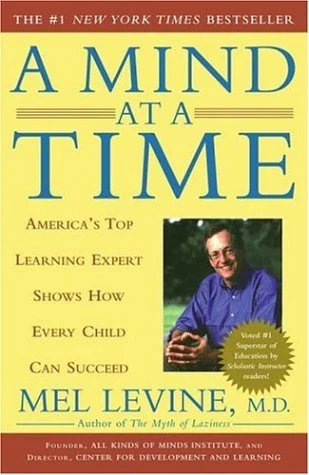 THE #1 NEW YORK TIMES BESTSELLER
A MIND
AT A
TIME
AMERICA'S TOP
LEARNING EXPERT
SHOWS HOW
EVERY CHILD
CAN SUCCEED
Voted #1
Superstar of
Education by
Scholastic Instructor
readers!
MEL LEVINE, M.D.
Author of The Myth of Laziness
FOUNDER, ALL KINDS OF MINDS INSTITUTE, AND
DIRECTOR, CENTER FOR DEVELOPMENT AND LEARNING